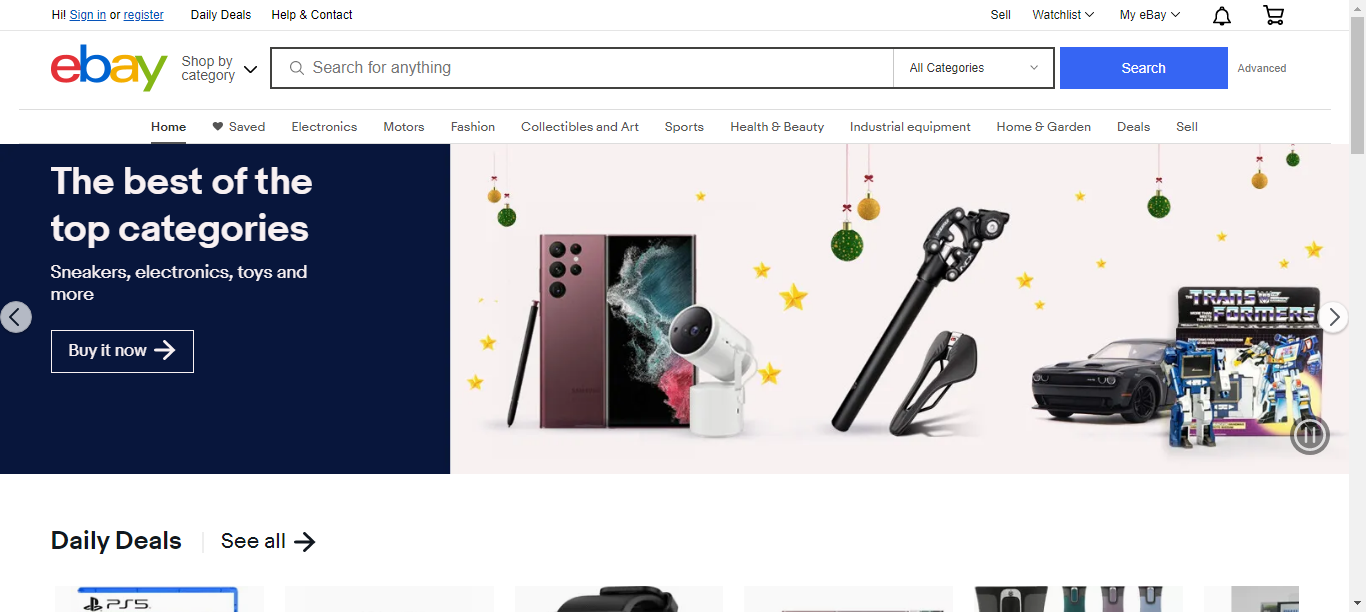 Hi! Sign in or register
Daily Deals
Help & Contact
Sell
Watchlist
My eBay
ebay
Shop by
category
Search for anything
All Categories
Search
Advanced
Home
Saved
Electronics
Motors
Fashion
Collectibles and Art
Sports
Health & Beauty
Industrial equipment
Home & Garden
Deals
Sell
The best of the
top categories
Sneakers, electronics, toys and
more
Buy it now
THE
TRANS
FORMERS
Daily Deals
See all
PS5